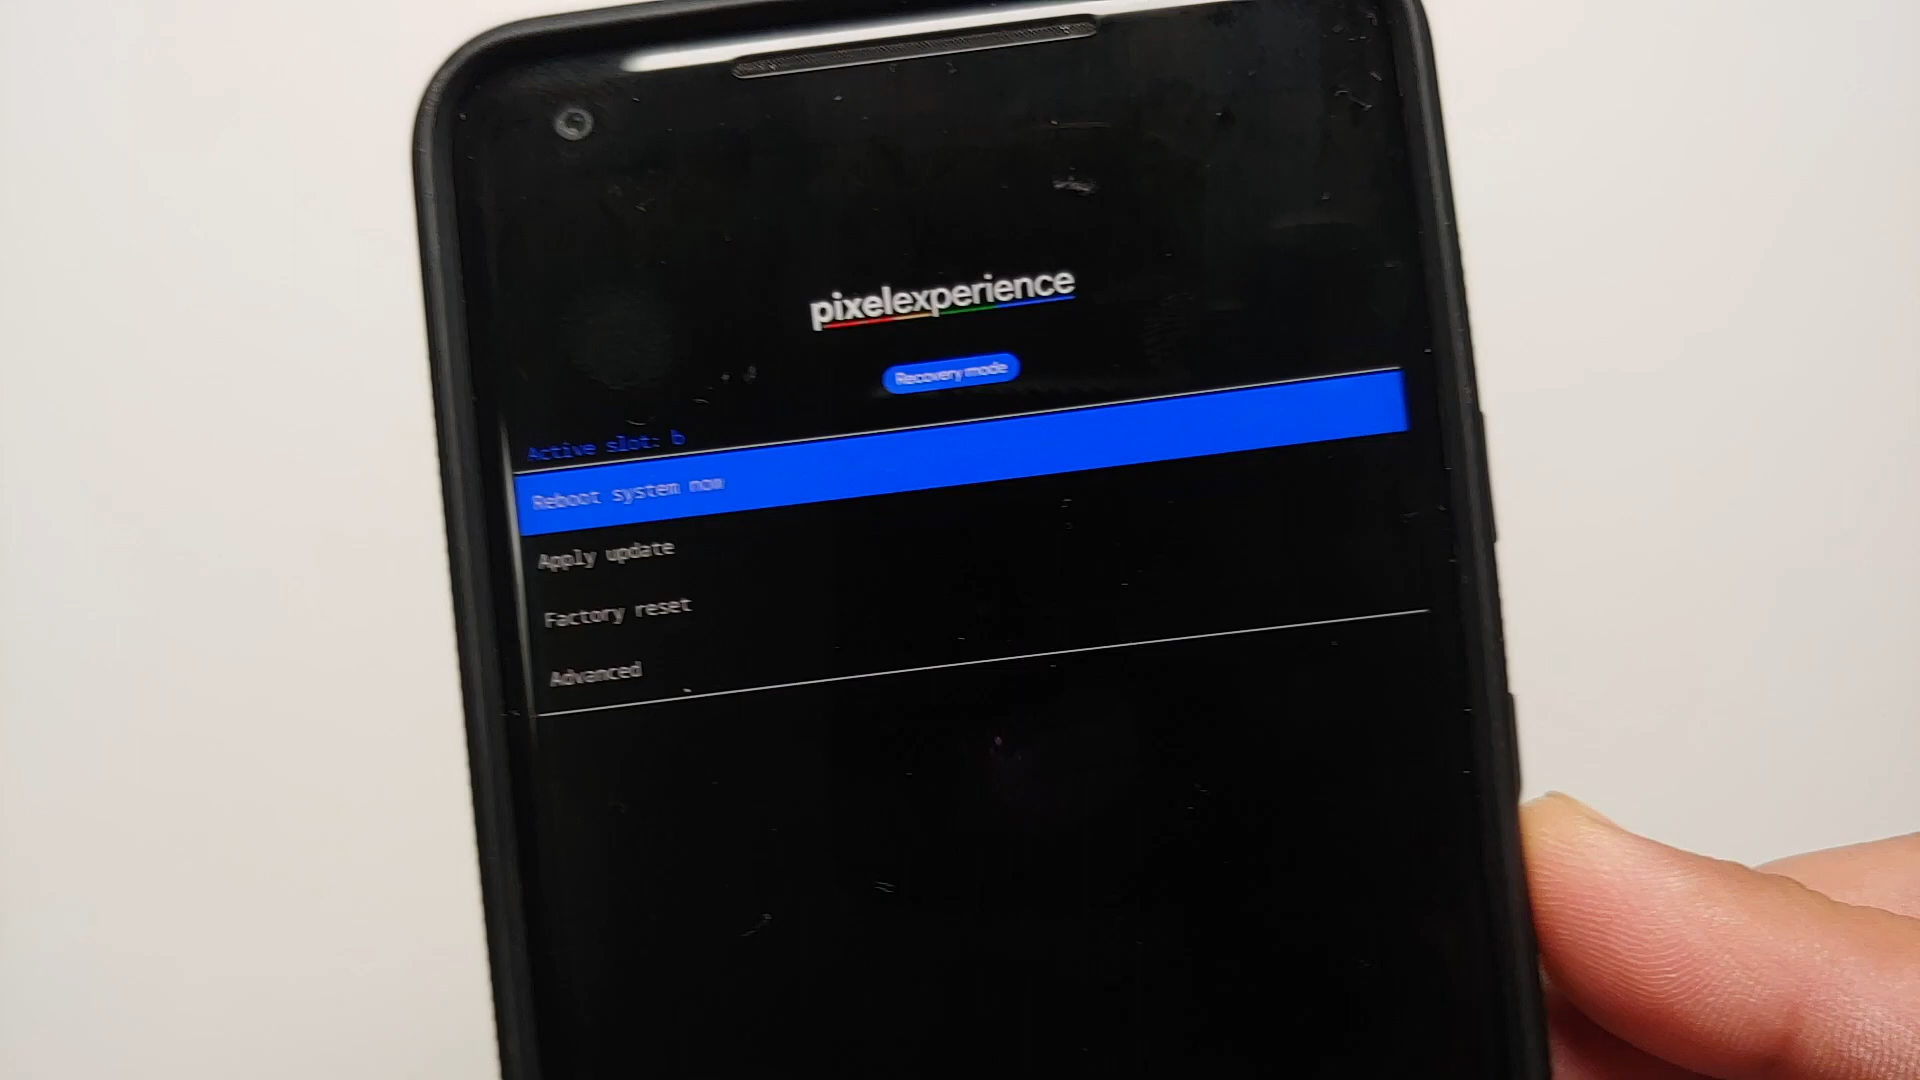 pixelexperience
Recovery mode
Active slot: b
Reboot system now
Apply update
Factory reset
Advanced